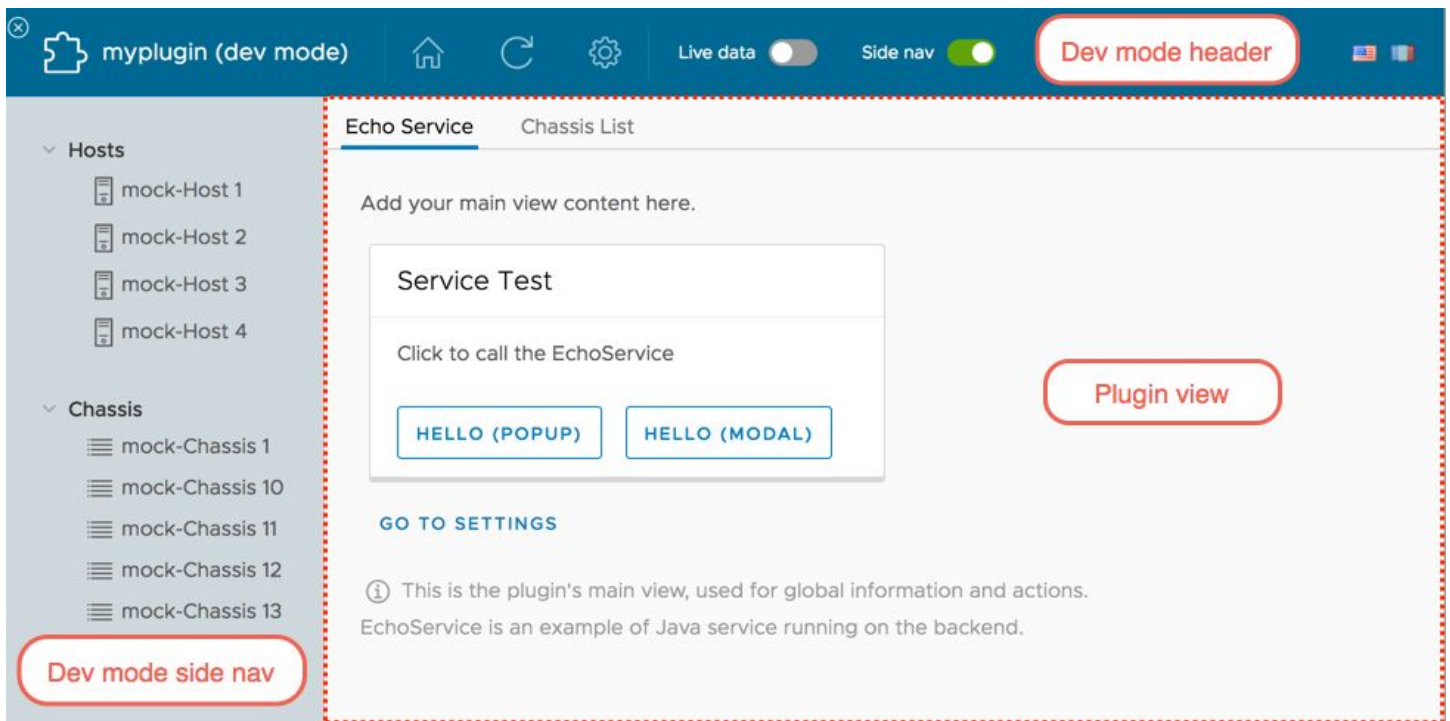 myplugin (dev mode)
Live data
Side nav
Dev mode header
Hosts
mock-Host 1
mock-Host 2
mock-Host 3
mock-Host 4
Chassis
mock-Chassis 1
mock-Chassis 10
mock-Chassis 11
mock-Chassis 12
mock-Chassis 13
Dev mode side nav
Echo Service
Chassis List
Add your main view content here.
Service Test
Click to call the EchoService
HELLO (POPUP)
HELLO (MODAL)
GO TO SETTINGS
This is the plugin's main view, used for global information and actions.
EchoService is an example of Java service running on the backend.
Plugin view